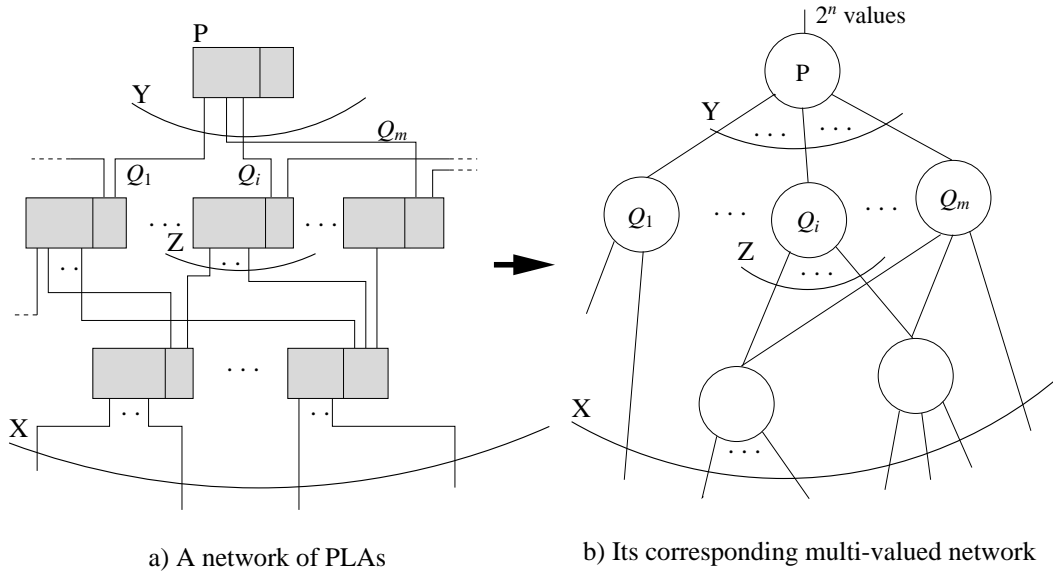 P
Y
Q₁
Qᵢ
Qₘ
. . .
. . .
Z
. .
. .
. . .
. .
. .
X
a) A network of PLAs
2ⁿ values
P
Y
. . .
. . .
Q₁
. . .
Qᵢ
. . .
Qₘ
Z
. . .
X
. . .
b) Its corresponding multi-valued network